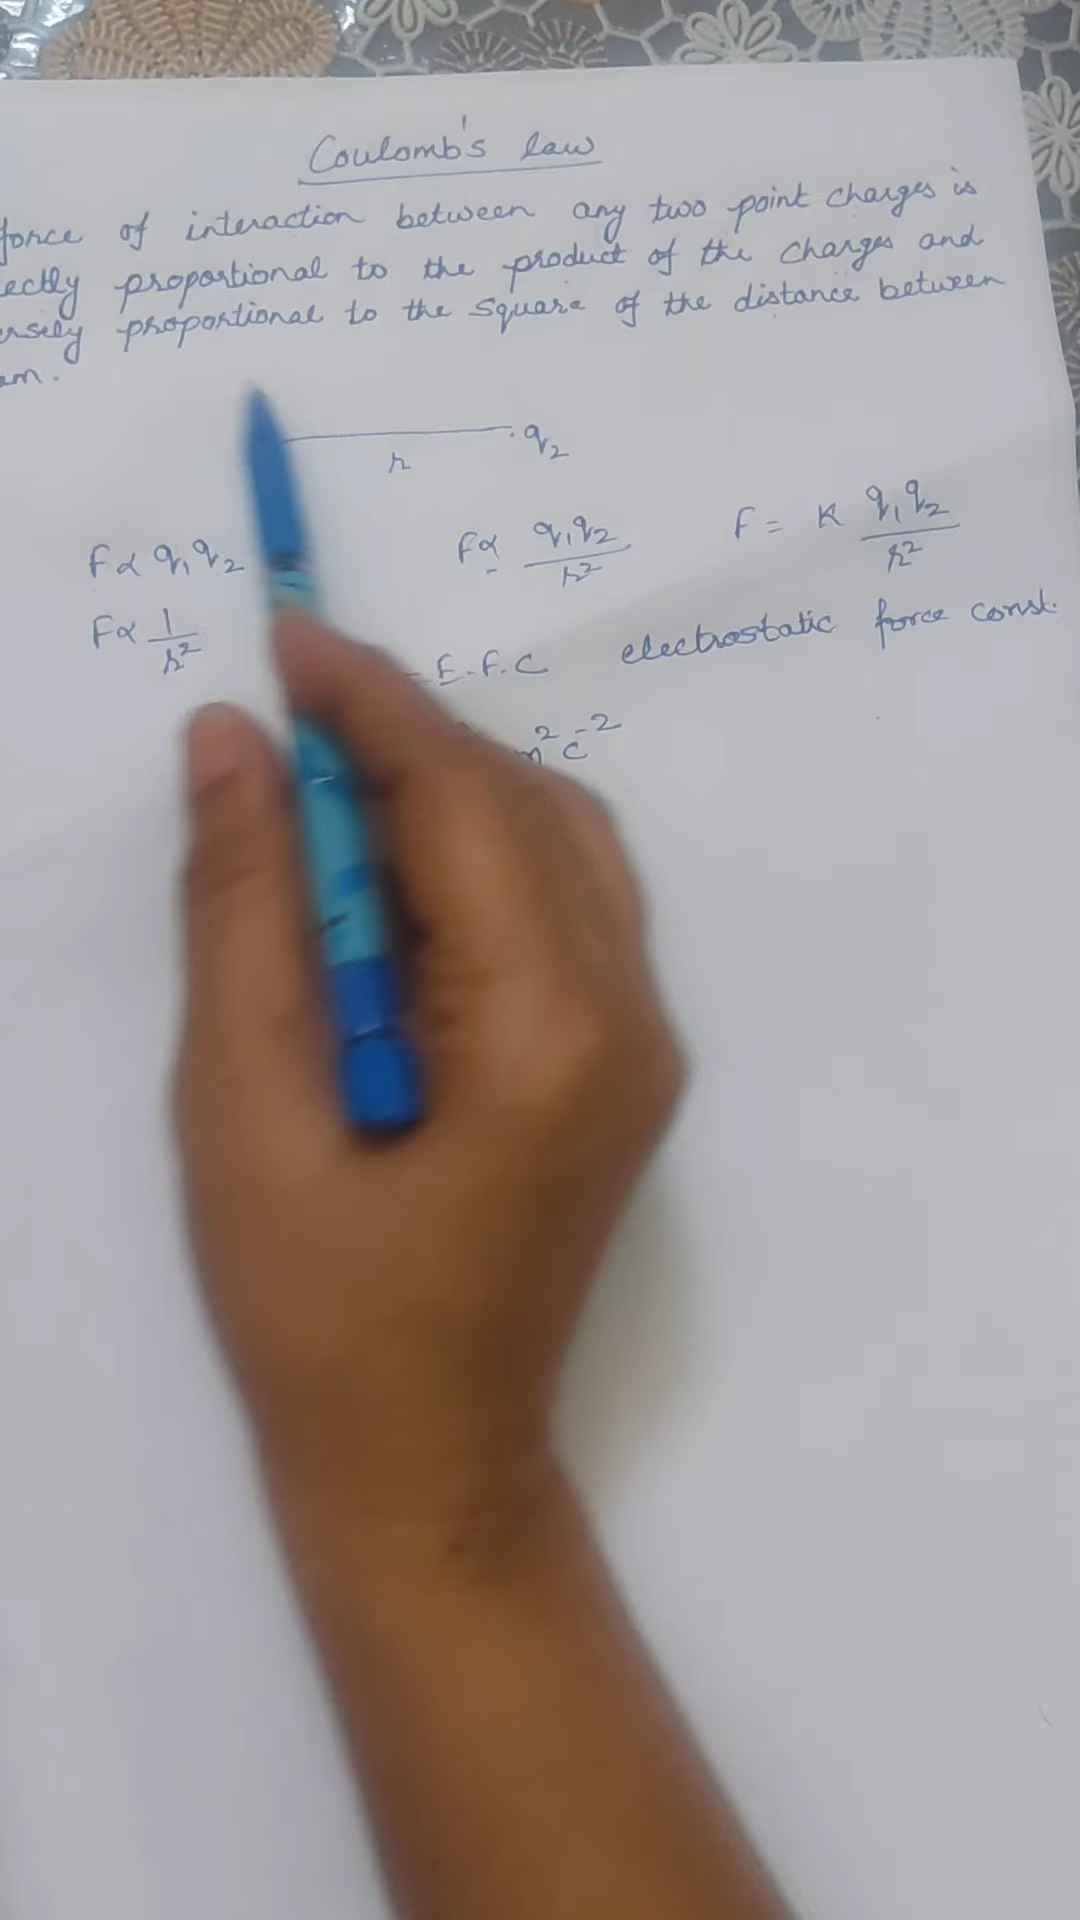 Coulomb's law
force of interaction between any two point charges is
ectly proportional to the product of the charges and
ersely proportional to the square of the distance between
em.
r
q₂
F ∝ q₁q₂
F ∝ q₁q₂/r²
F = K q₁q₂/r²
F ∝ 1/r²
= E.F.C electrostatic force const.
m² c⁻²